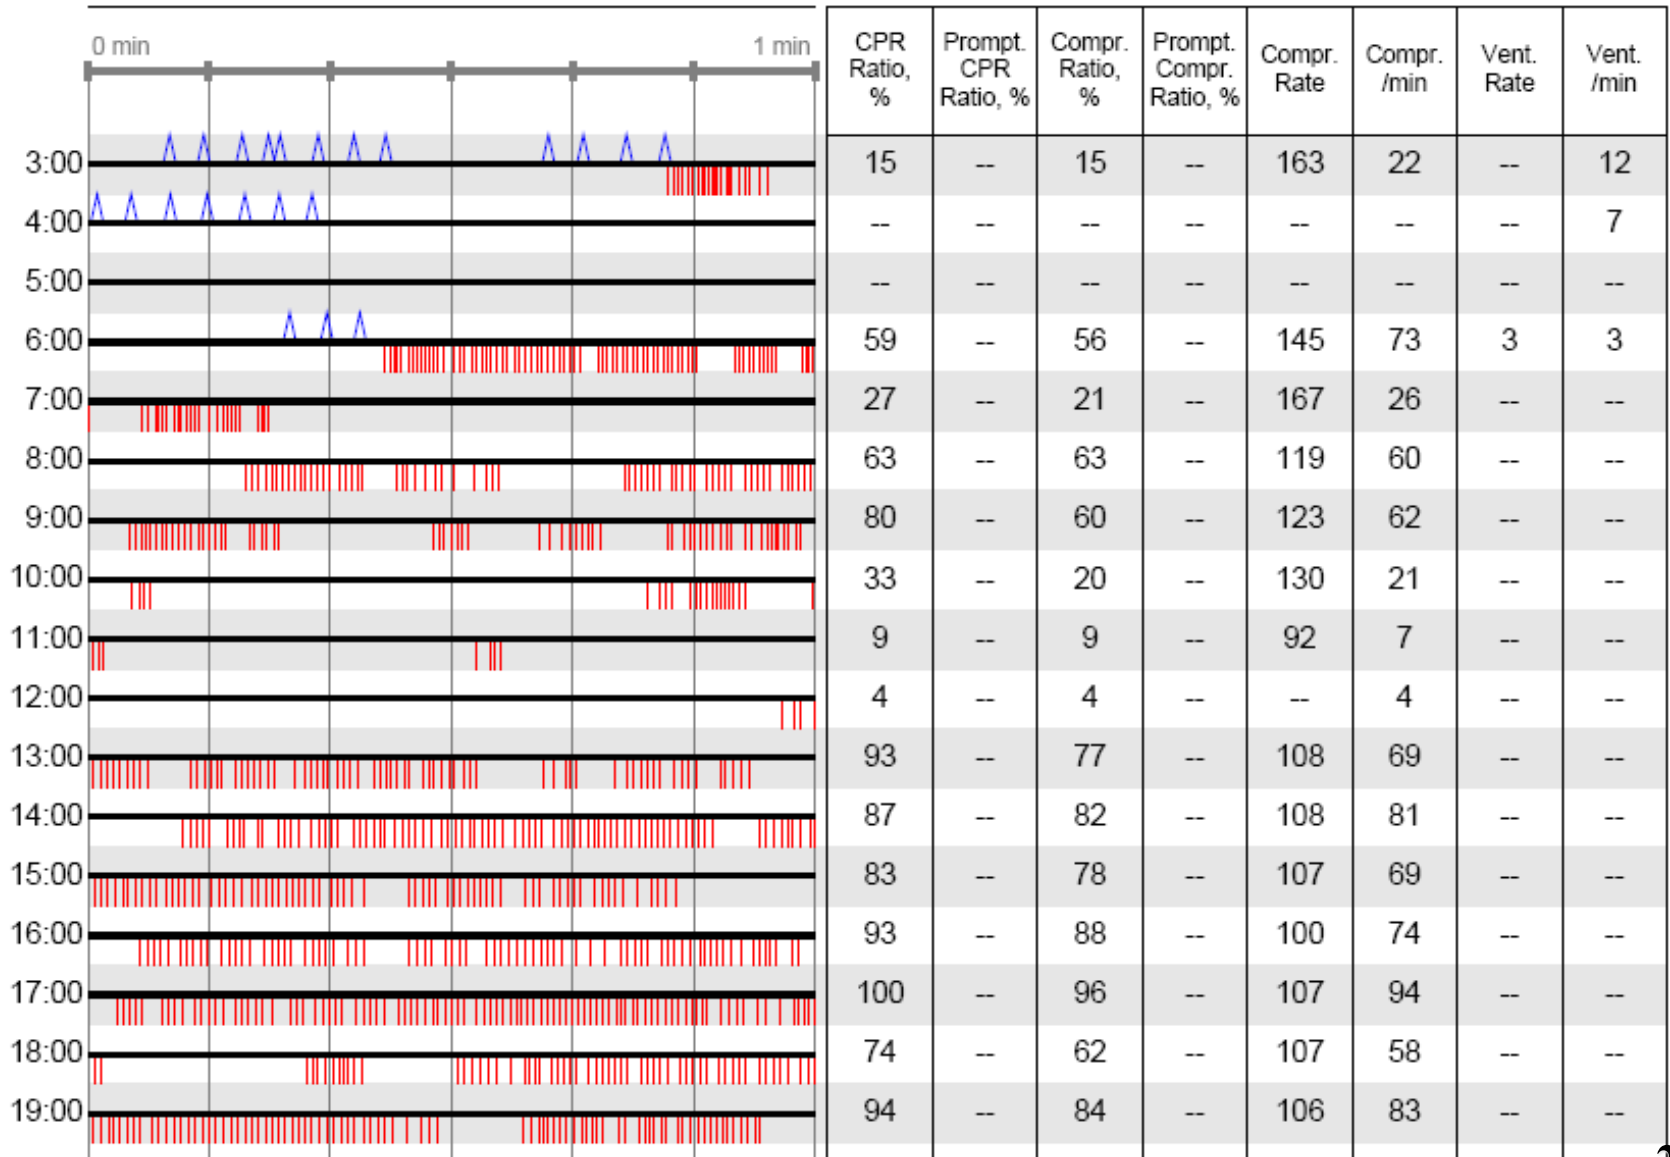 0 min 1 min
CPR Ratio, % Prompt. CPR Ratio, % Compr. Ratio, % Prompt. Compr. Ratio, % Compr. Rate Compr. /min Vent. Rate Vent. /min
3:00 15 -- 15 -- 163 22 -- 12
4:00 -- -- -- -- -- -- -- 7
5:00 -- -- -- -- -- -- -- --
6:00 59 -- 56 -- 145 73 3 3
7:00 27 -- 21 -- 167 26 -- --
8:00 63 -- 63 -- 119 60 -- --
9:00 80 -- 60 -- 123 62 -- --
10:00 33 -- 20 -- 130 21 -- --
11:00 9 -- 9 -- 92 7 -- --
12:00 4 -- 4 -- -- 4 -- --
13:00 93 -- 77 -- 108 69 -- --
14:00 87 -- 82 -- 108 81 -- --
15:00 83 -- 78 -- 107 69 -- --
16:00 93 -- 88 -- 100 74 -- --
17:00 100 -- 96 -- 107 94 -- --
18:00 74 -- 62 -- 107 58 -- --
19:00 94 -- 84 -- 106 83 -- --